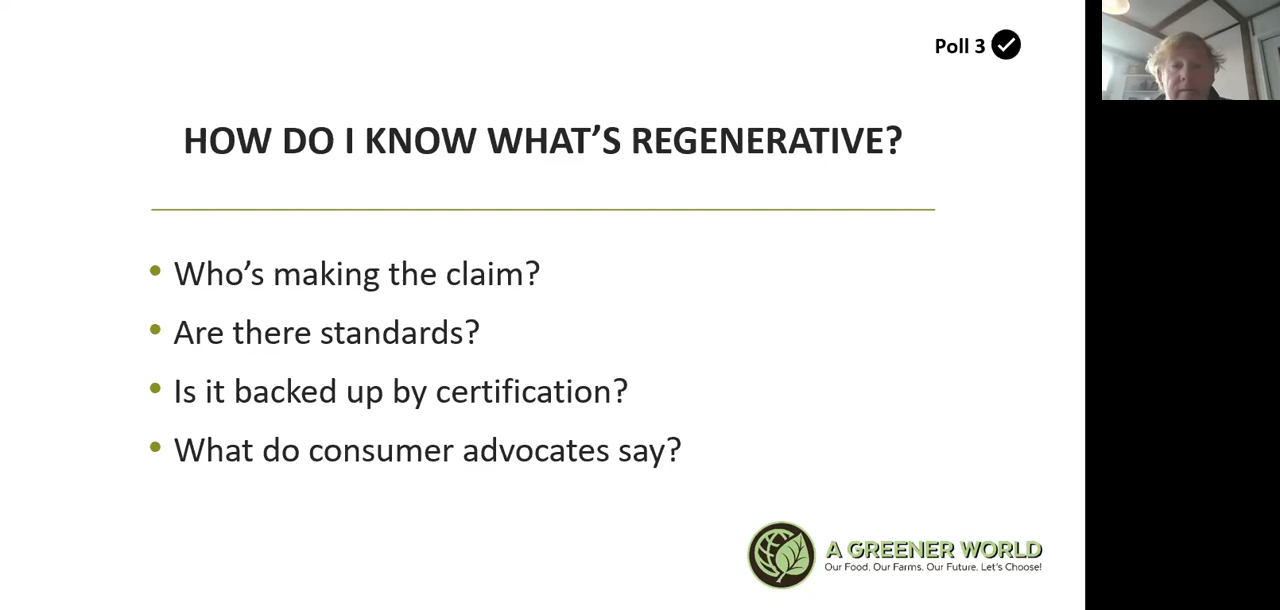 Poll 3
HOW DO I KNOW WHAT’S REGENERATIVE?
• Who’s making the claim?
• Are there standards?
• Is it backed up by certification?
• What do consumer advocates say?
A GREENER WORLD
Our Food. Our Farms. Our Future. Let's Choose!